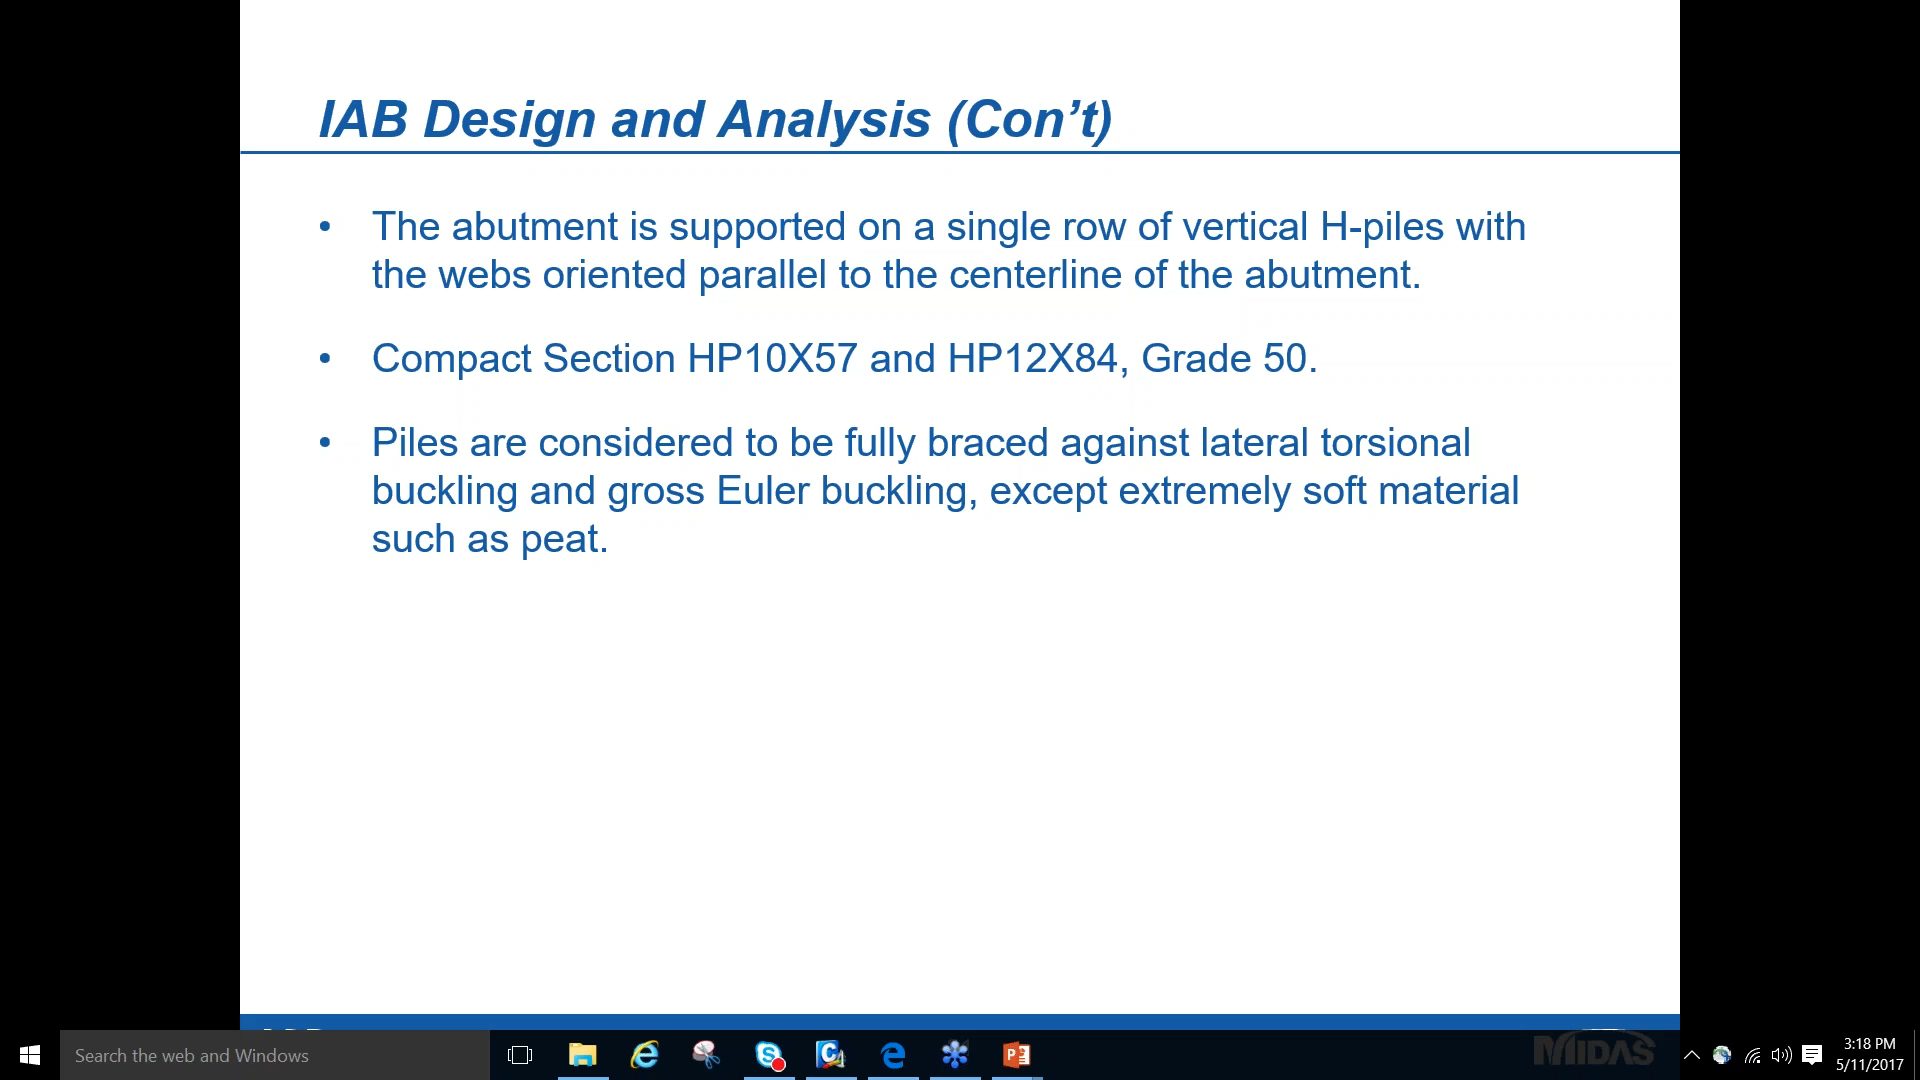 IAB Design and Analysis (Con’t)
• The abutment is supported on a single row of vertical H-piles with
the webs oriented parallel to the centerline of the abutment.
• Compact Section HP10X57 and HP12X84, Grade 50.
• Piles are considered to be fully braced against lateral torsional
buckling and gross Euler buckling, except extremely soft material
such as peat.
MIDAS
Search the web and Windows
3:18 PM
5/11/2017